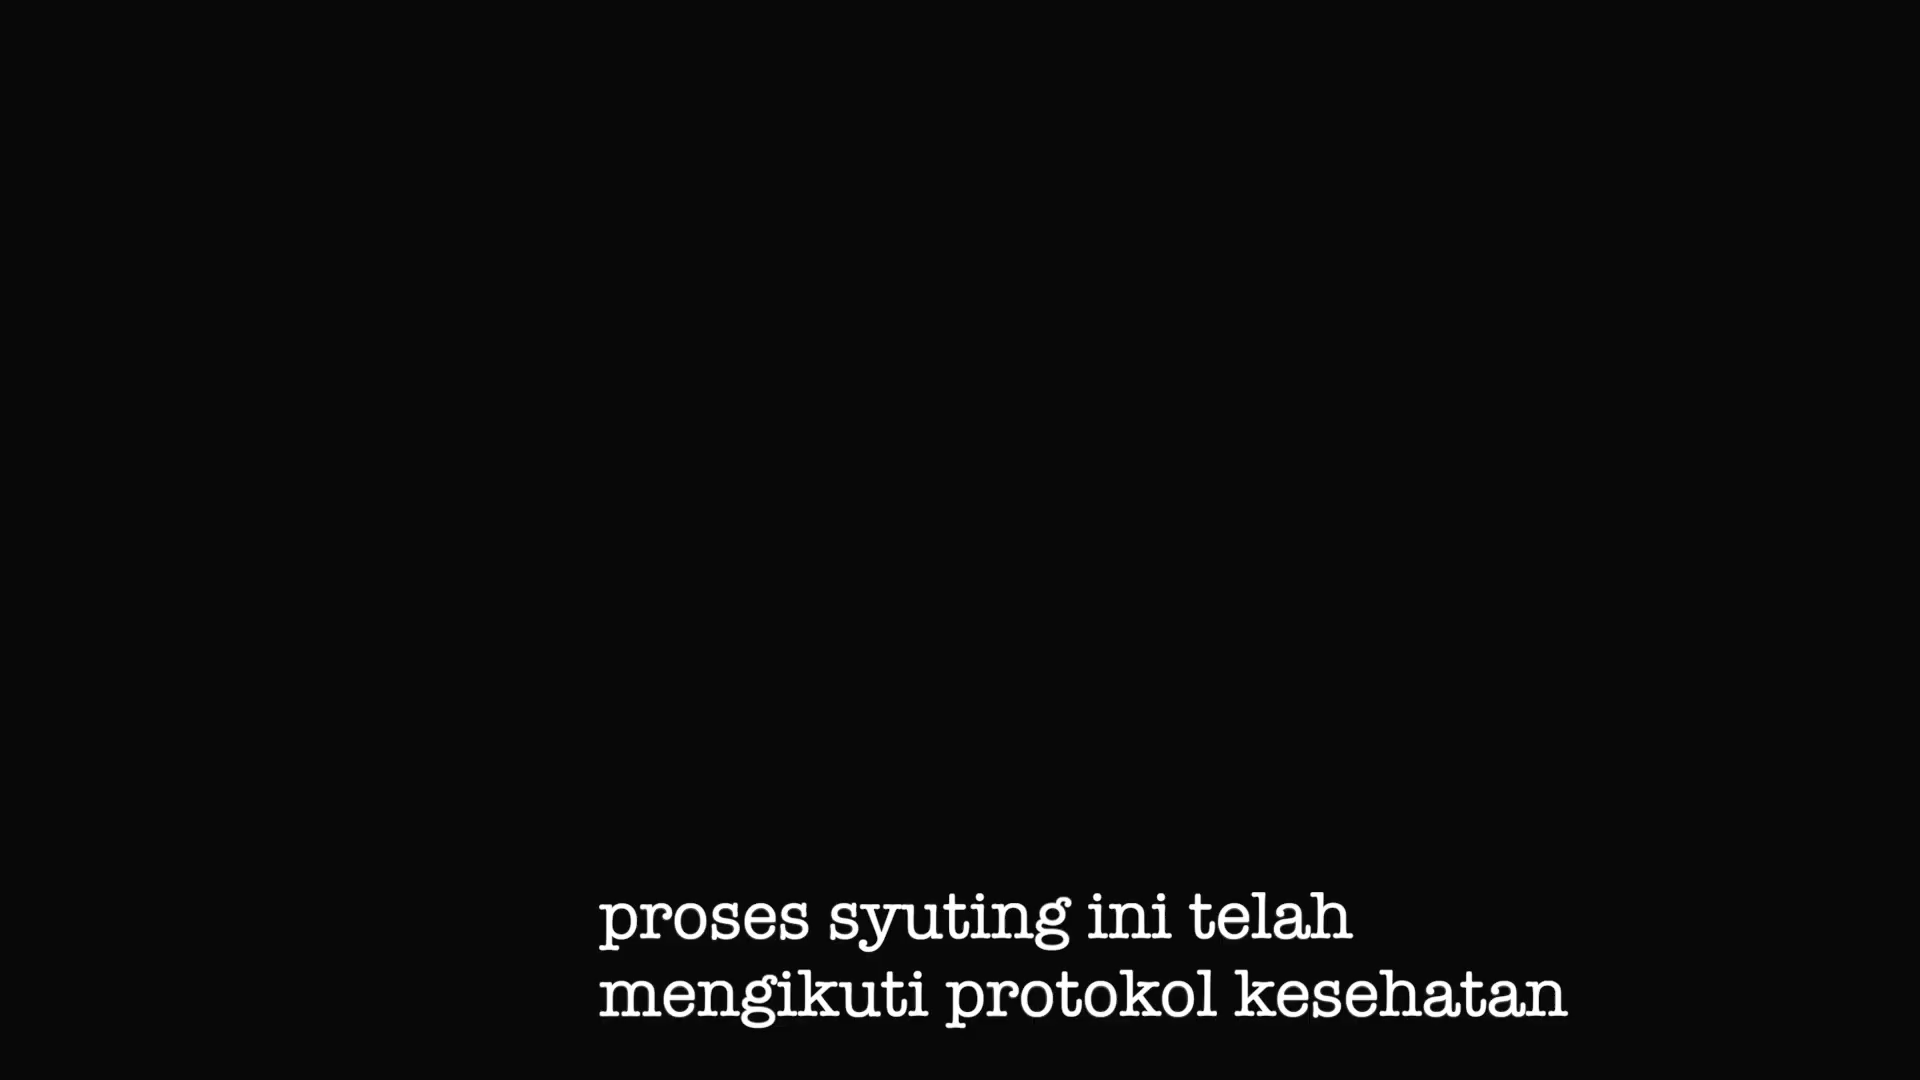 proses syuting ini telah
mengikuti protokol kesehatan